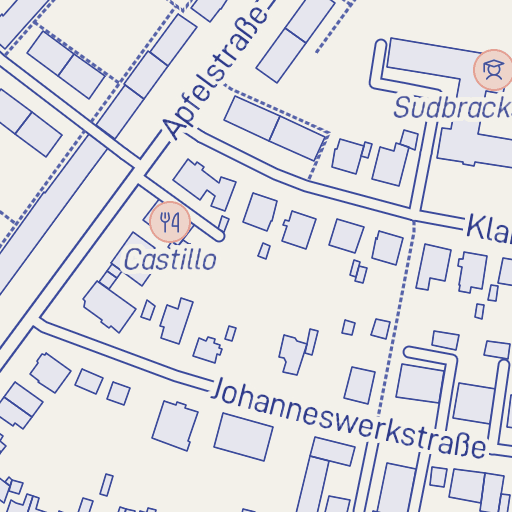 Apfelstraße
Südbracks
Kla
Castillo
Johanneswerkstraße